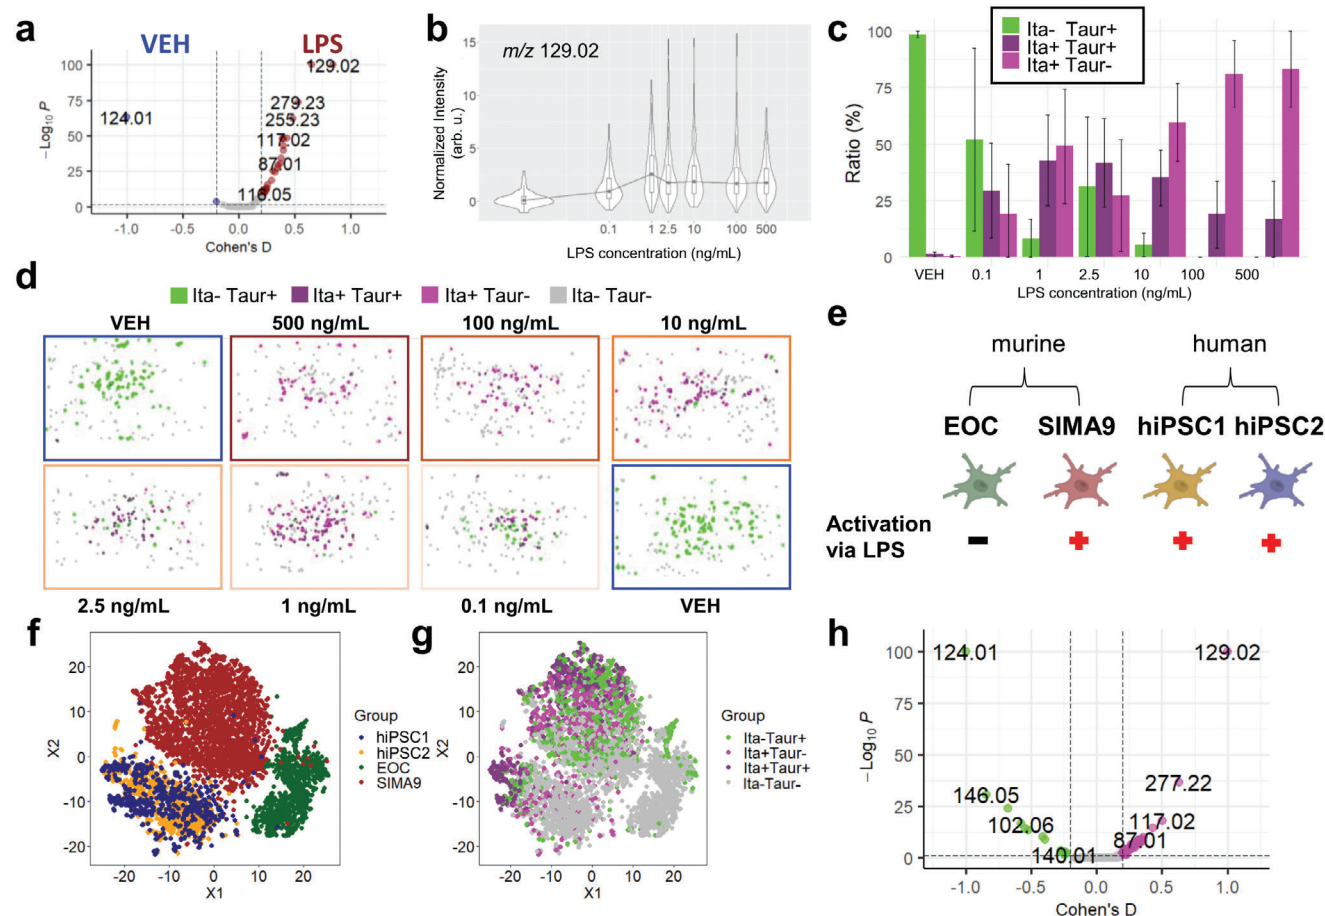 a
VEH
LPS
100
75
50
25
0
−Log10 P
129.02
124.01
279.23
255.23
117.02
87.01
116.05
-1.0
-0.5
0.0
0.5
1.0
Cohen's D
b
m/z 129.02
Normalized Intensity
(arb. u.)
15
10
5
0
0.1
1
2.5
10
100
500
LPS concentration (ng/mL)
c
Ita- Taur+
Ita+ Taur+
Ita+ Taur-
Ratio (%)
100
75
50
25
0
VEH
0.1
1
2.5
10
100
500
LPS concentration (ng/mL)
d
Ita- Taur+
Ita+ Taur+
Ita+ Taur-
Ita- Taur-
VEH
500 ng/mL
100 ng/mL
10 ng/mL
2.5 ng/mL
1 ng/mL
0.1 ng/mL
VEH
e
murine
human
EOC
SIMA9
hiPSC1
hiPSC2
Activation
via LPS
f
X2
20
10
0
-10
-20
-20
-10
0
10
20
X1
Group
hiPSC1
hiPSC2
EOC
SIMA9
g
X2
20
10
0
-10
-20
-20
-10
0
10
20
X1
Group
Ita-Taur+
Ita+Taur-
Ita+Taur+
Ita-Taur-
h
−Log10 P
100
75
50
25
0
124.01
129.02
277.22
146.05
117.02
102.06
87.01
140.01
-1.0
-0.5
0.0
0.5
1.0
Cohen's D